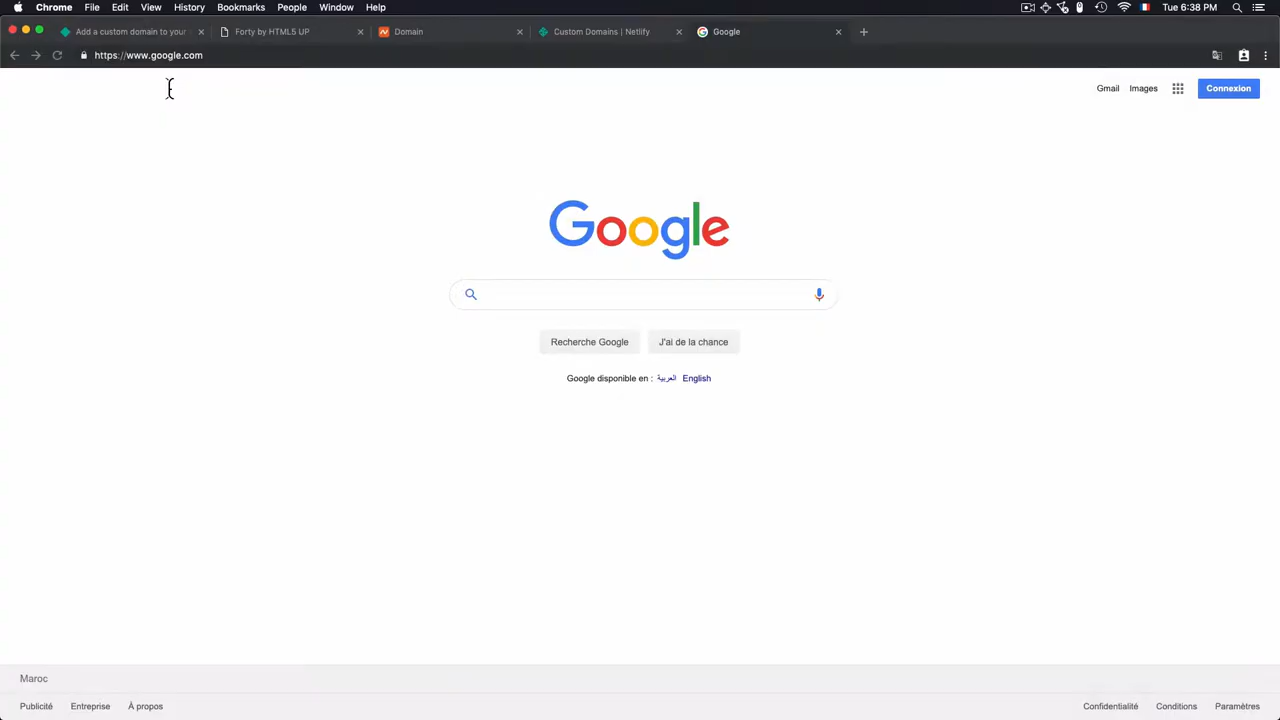 Chrome File Edit View History Bookmarks People Window Help Tue 6:38 PM
Add a custom domain to your Forty by HTML5 UP Domain Custom Domains | Netlify Google
https://www.google.com
Gmail Images Connexion
Google
Recherche Google J'ai de la chance
Google disponible en : العربية English
Maroc
Publicité Entreprise À propos Confidentialité Conditions Paramètres